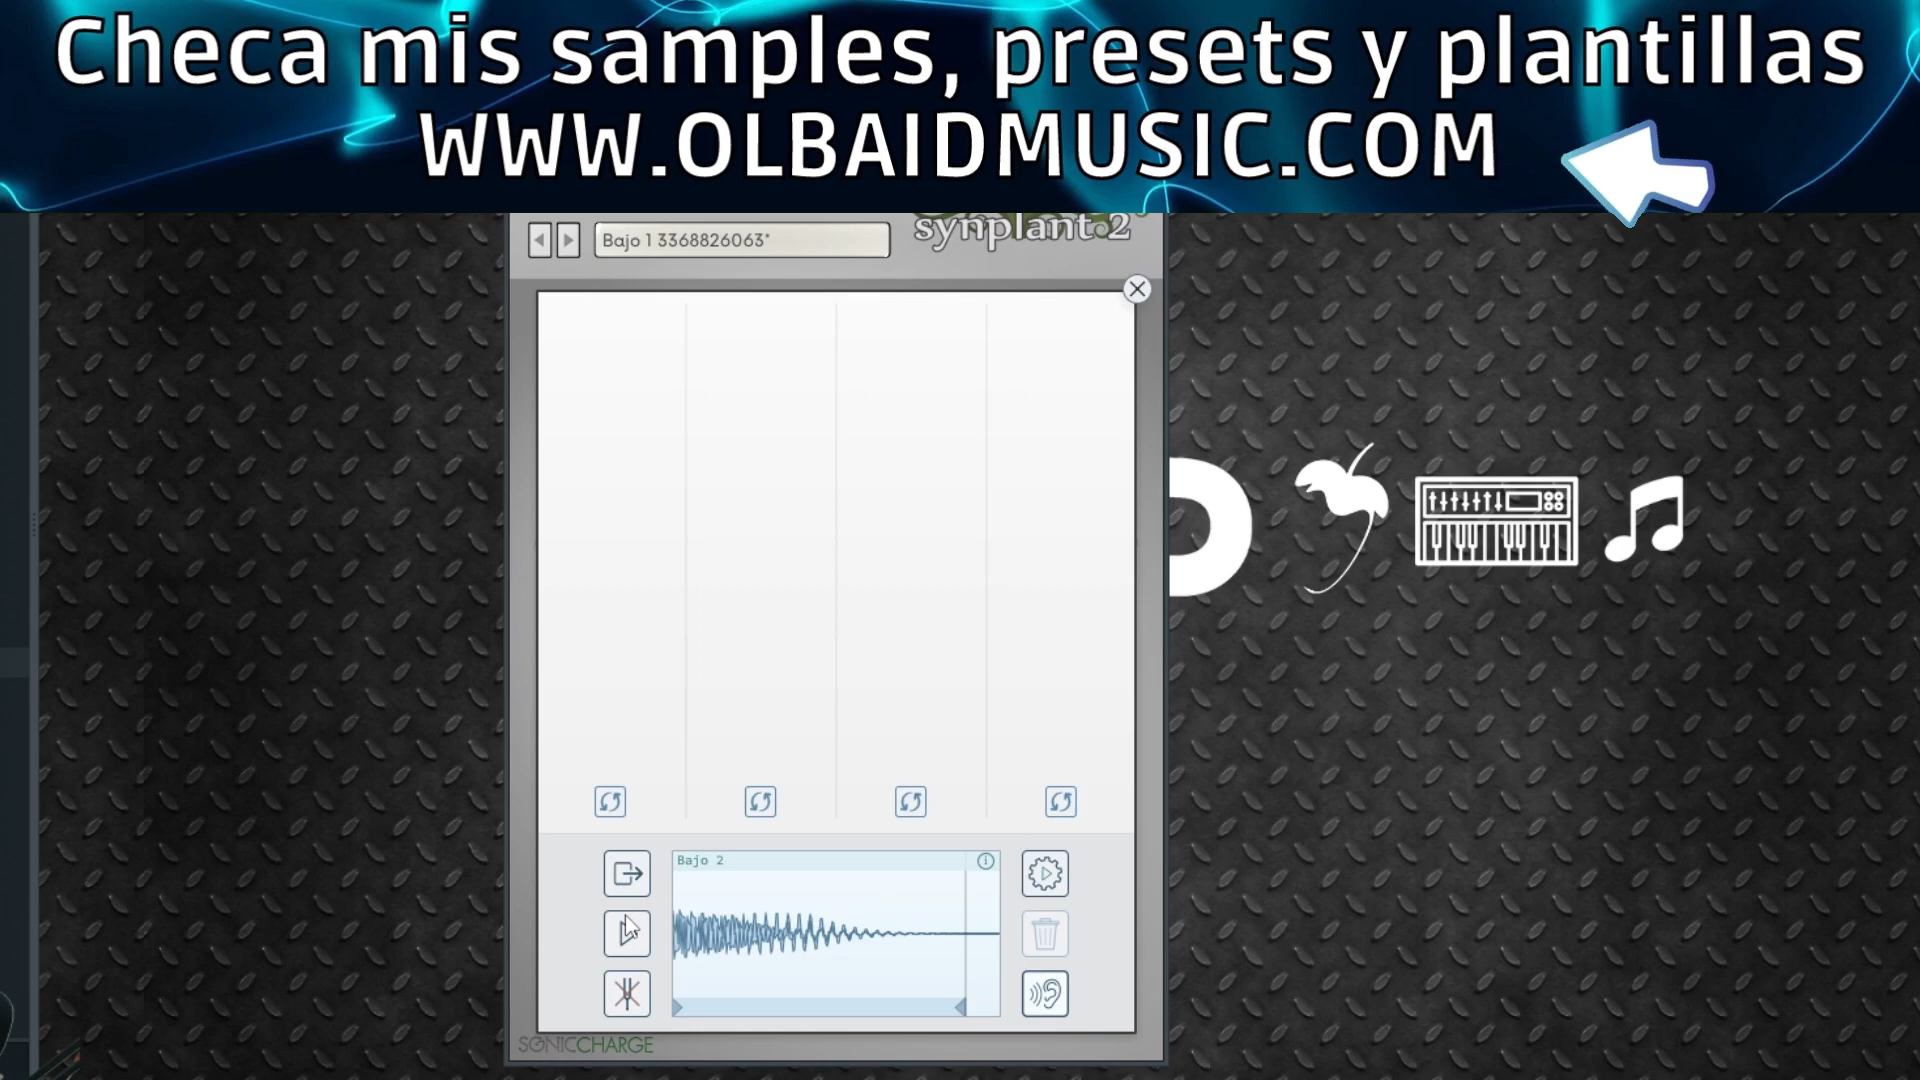 Checa mis samples, presets y plantillas
WWW.OLBAIDMUSIC.COM
Bajo 1 3368826063*
synplant 2
D
Bajo 2
SONICCHARGE